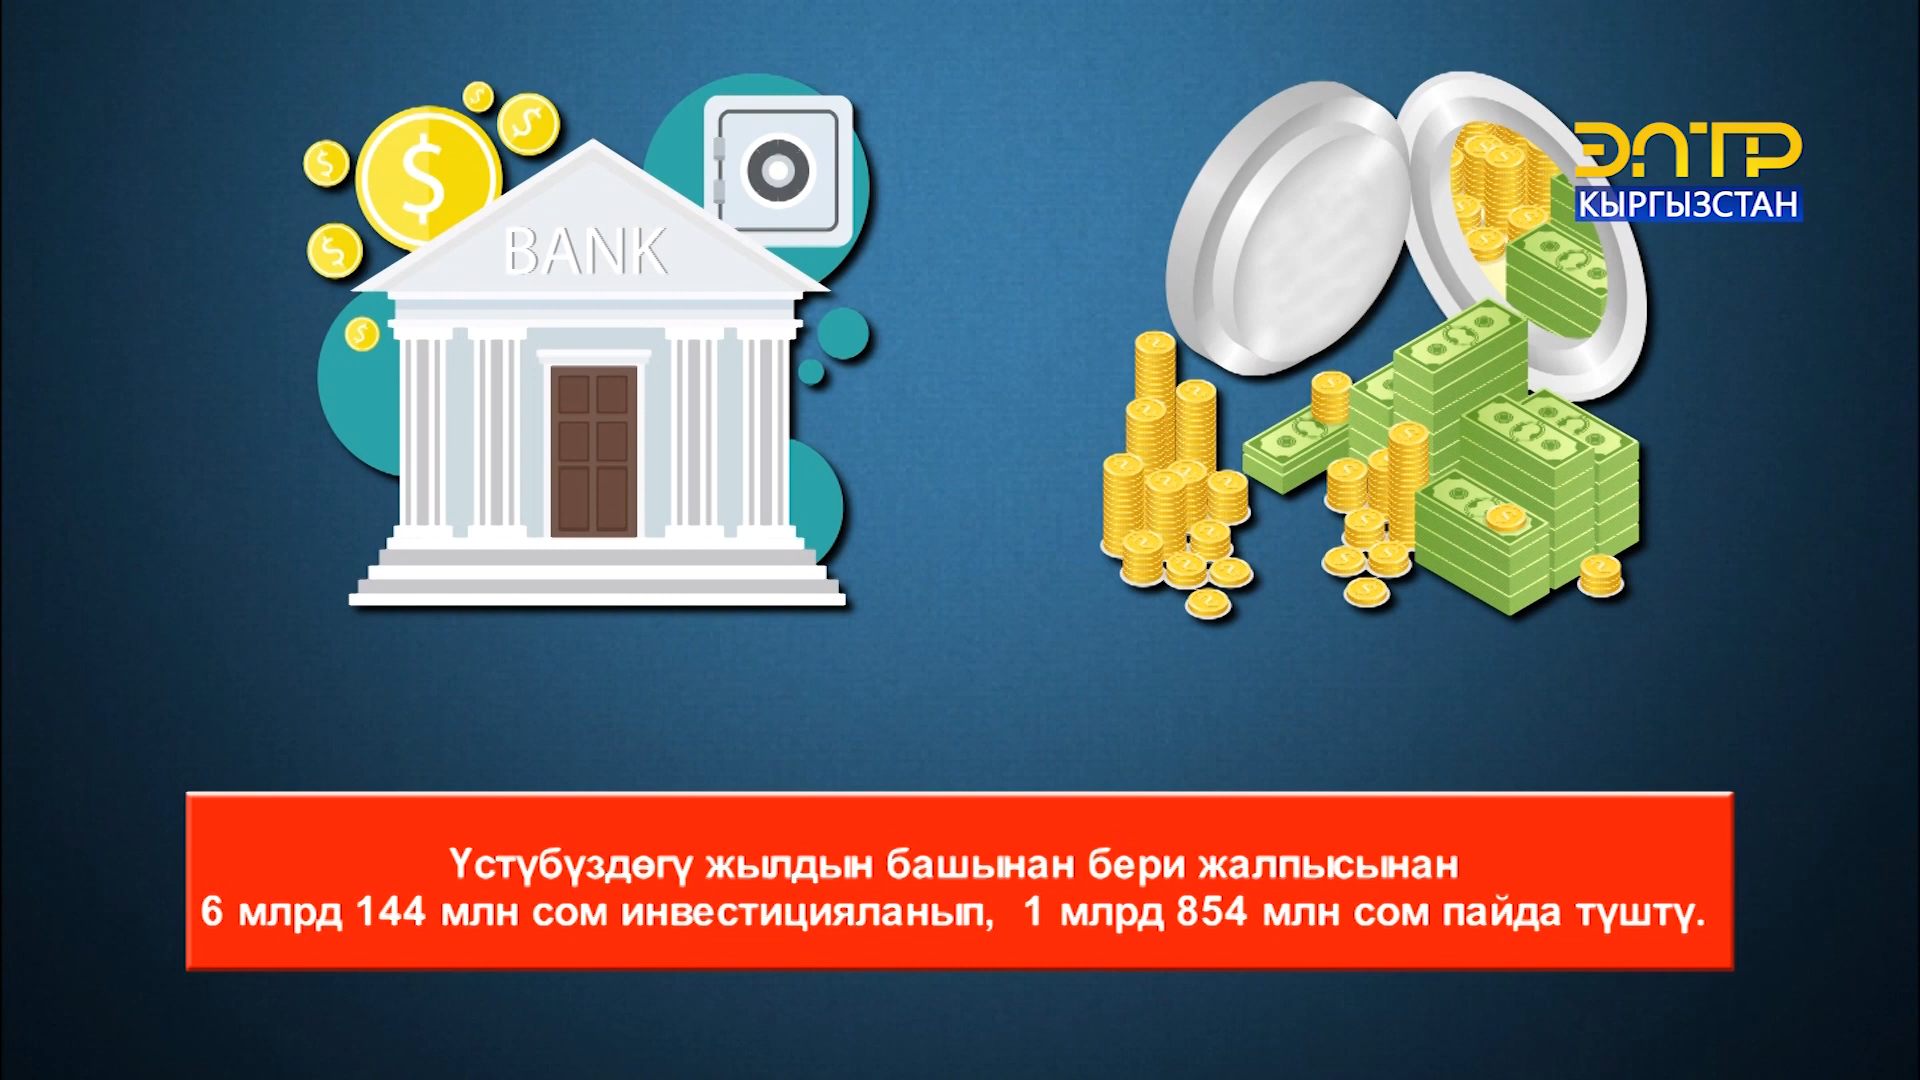 BANK
ЭЛТР
КЫРГЫЗСТАН
Үстүбүздөгү жылдын башынан бери жалпысынан
6 млрд 144 млн сом инвестицияланып, 1 млрд 854 млн сом пайда түштү.